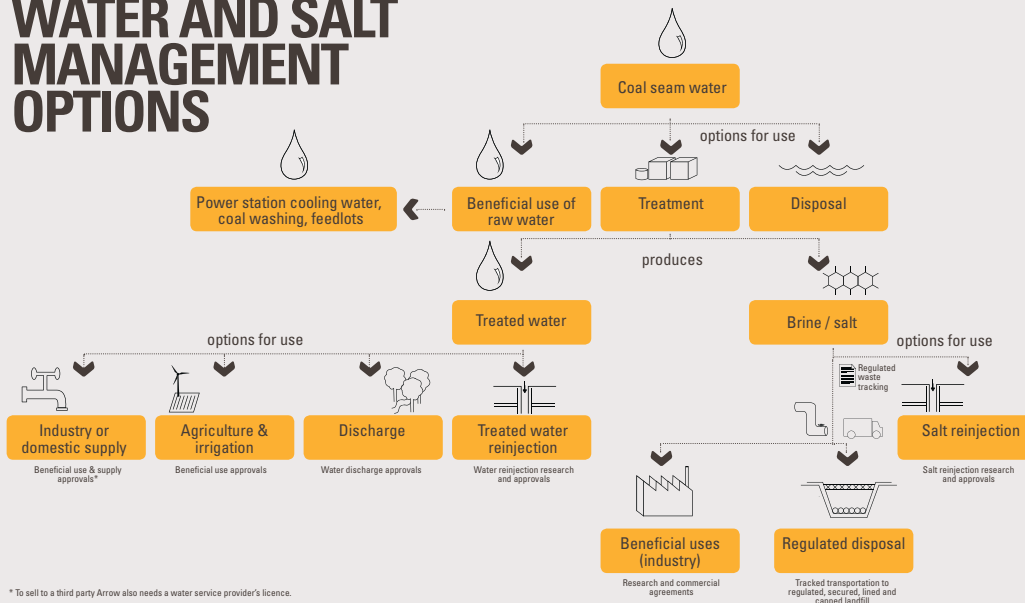 WATER AND SALT
MANAGEMENT
OPTIONS
Coal seam water
options for use
Power station cooling water,
coal washing, feedlots
Beneficial use of
raw water
Treatment
Disposal
produces
Treated water
Brine / salt
options for use
options for use
Regulated
waste
tracking
Industry or
domestic supply
Beneficial use & supply
approvals*
Agriculture &
irrigation
Beneficial use approvals
Discharge
Water discharge approvals
Treated water
reinjection
Water reinjection research
and approvals
Salt reinjection
Salt reinjection research
and approvals
Beneficial uses
(industry)
Research and commercial
agreements
Regulated disposal
Tracked transportation to
regulated, secured, lined and
capped landfill
* To sell to a third party Arrow also needs a water service provider's licence.